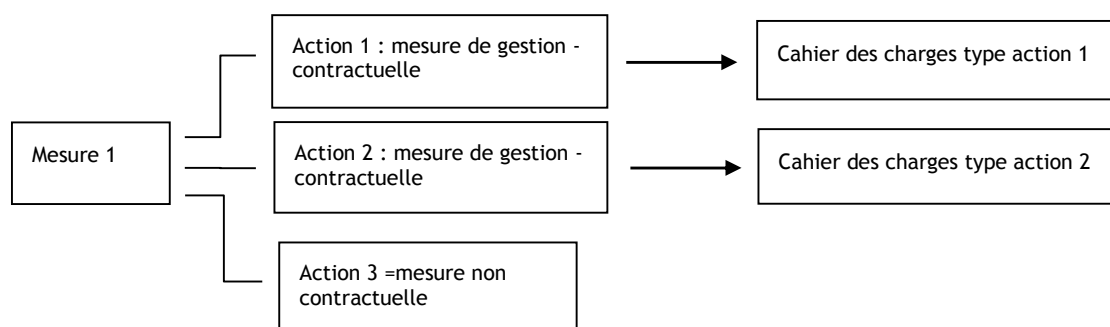 Action 1 : mesure de gestion -
contractuelle
Cahier des charges type action 1
Mesure 1
Action 2 : mesure de gestion -
contractuelle
Cahier des charges type action 2
Action 3 =mesure non
contractuelle